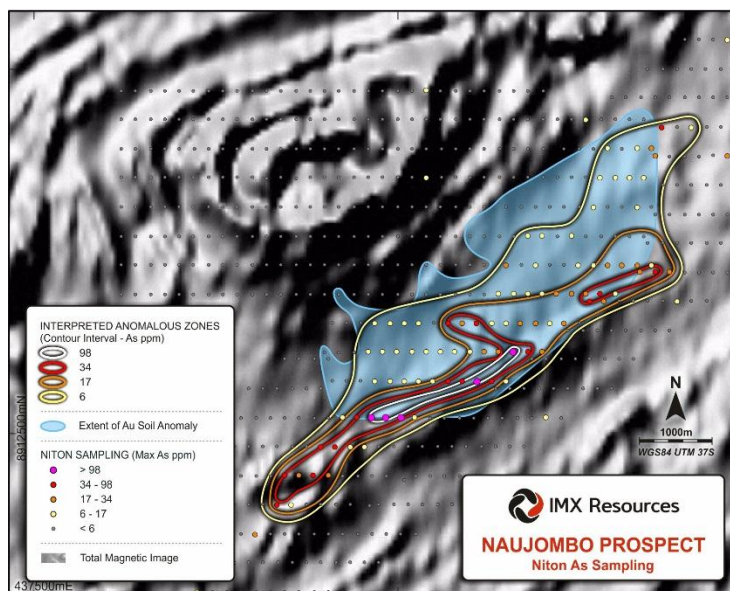 INTERPRETED ANOMALOUS ZONES
(Contour Interval - As ppm)
98
34
17
6
Extent of Au Soil Anomaly
NITON SAMPLING (Max As ppm)
> 98
34 - 98
17 - 34
6 - 17
< 6
Total Magnetic Image
8912500mN
437500mE
N
1000m
WGS84 UTM 37S
IMX Resources
NAUJOMBO PROSPECT
Niton As Sampling